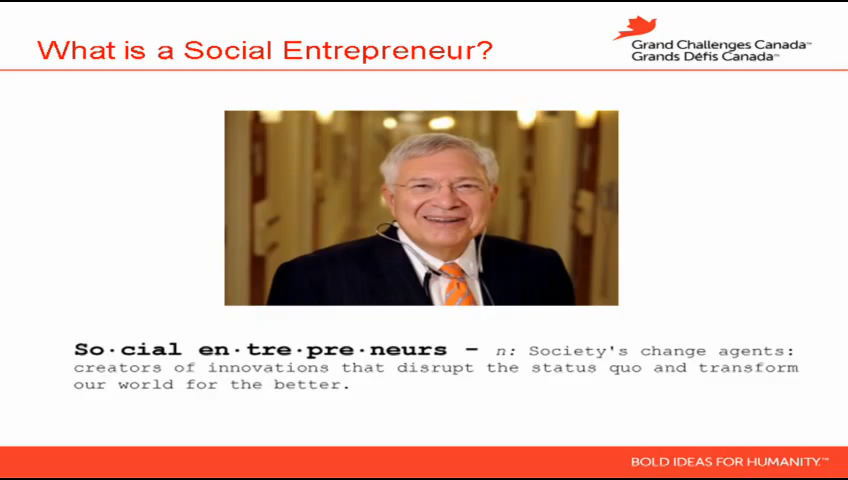 What is a Social Entrepreneur?
Grand Challenges Canada™
Grands Défis Canada™
So·cial en·tre·pre·neurs – n: Society's change agents:
creators of innovations that disrupt the status quo and transform
our world for the better.
BOLD IDEAS FOR HUMANITY.™